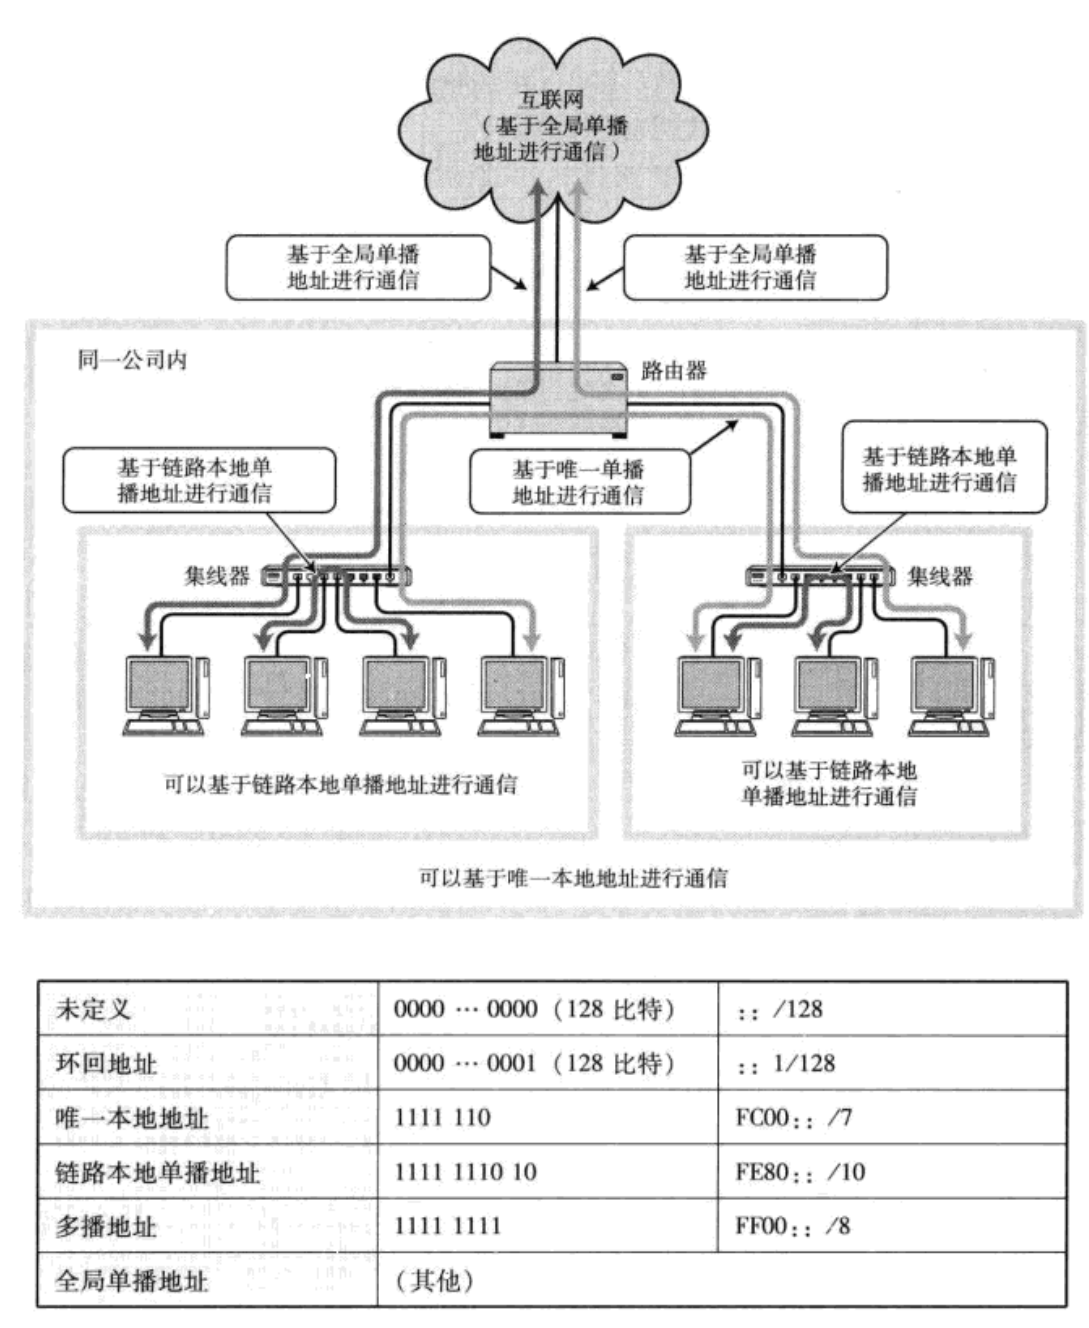 互联网
（基于全局单播
地址进行通信）
基于全局单播
地址进行通信
基于全局单播
地址进行通信
同一公司内
路由器
基于链路本地单
播地址进行通信
基于唯一单播
地址进行通信
基于链路本地单
播地址进行通信
集线器
集线器
可以基于链路本地单播地址进行通信
可以基于链路本地
单播地址进行通信
可以基于唯一本地地址进行通信
未定义 0000 … 0000（128 比特） :: /128
环回地址 0000 … 0001（128 比特） :: 1/128
唯一本地地址 1111 110 FC00:: /7
链路本地单播地址 1111 1110 10 FE80:: /10
多播地址 1111 1111 FF00:: /8
全局单播地址 （其他）